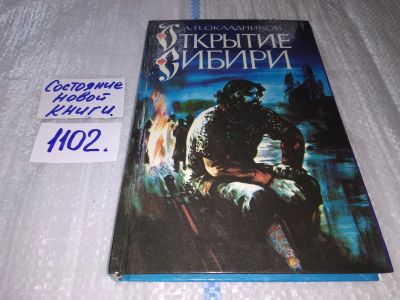 Состояние
новой
книги.
1102.
А.П.ОКЛАДНИКОВ
ОТКРЫТИЕ
СИБИРИ